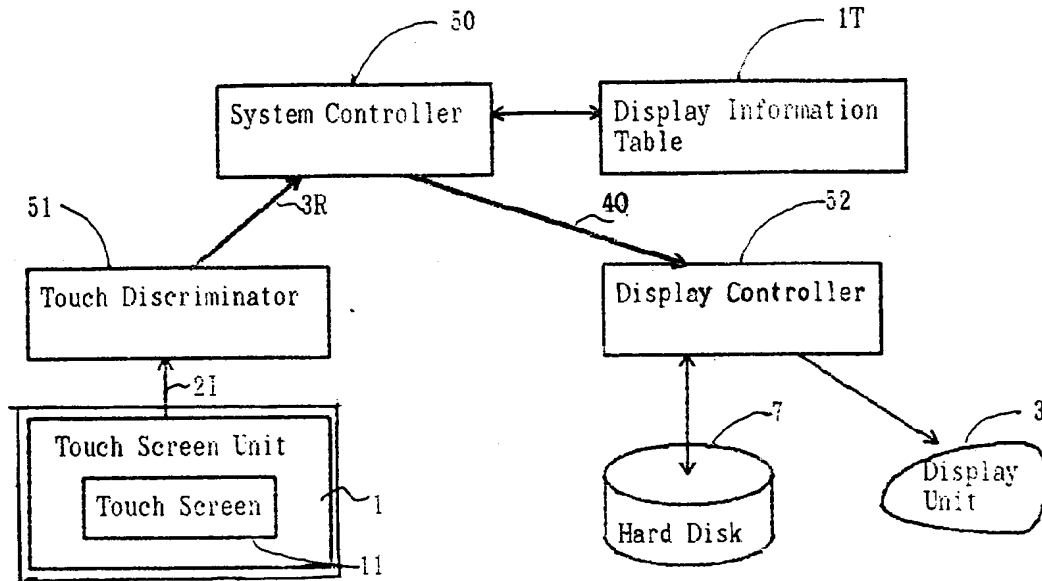 50
1T
System Controller
Display Information
Table
3R
40
51
52
Touch Discriminator
Display Controller
2I
7
3
Touch Screen Unit
Touch Screen
1
11
Hard Disk
Display
Unit